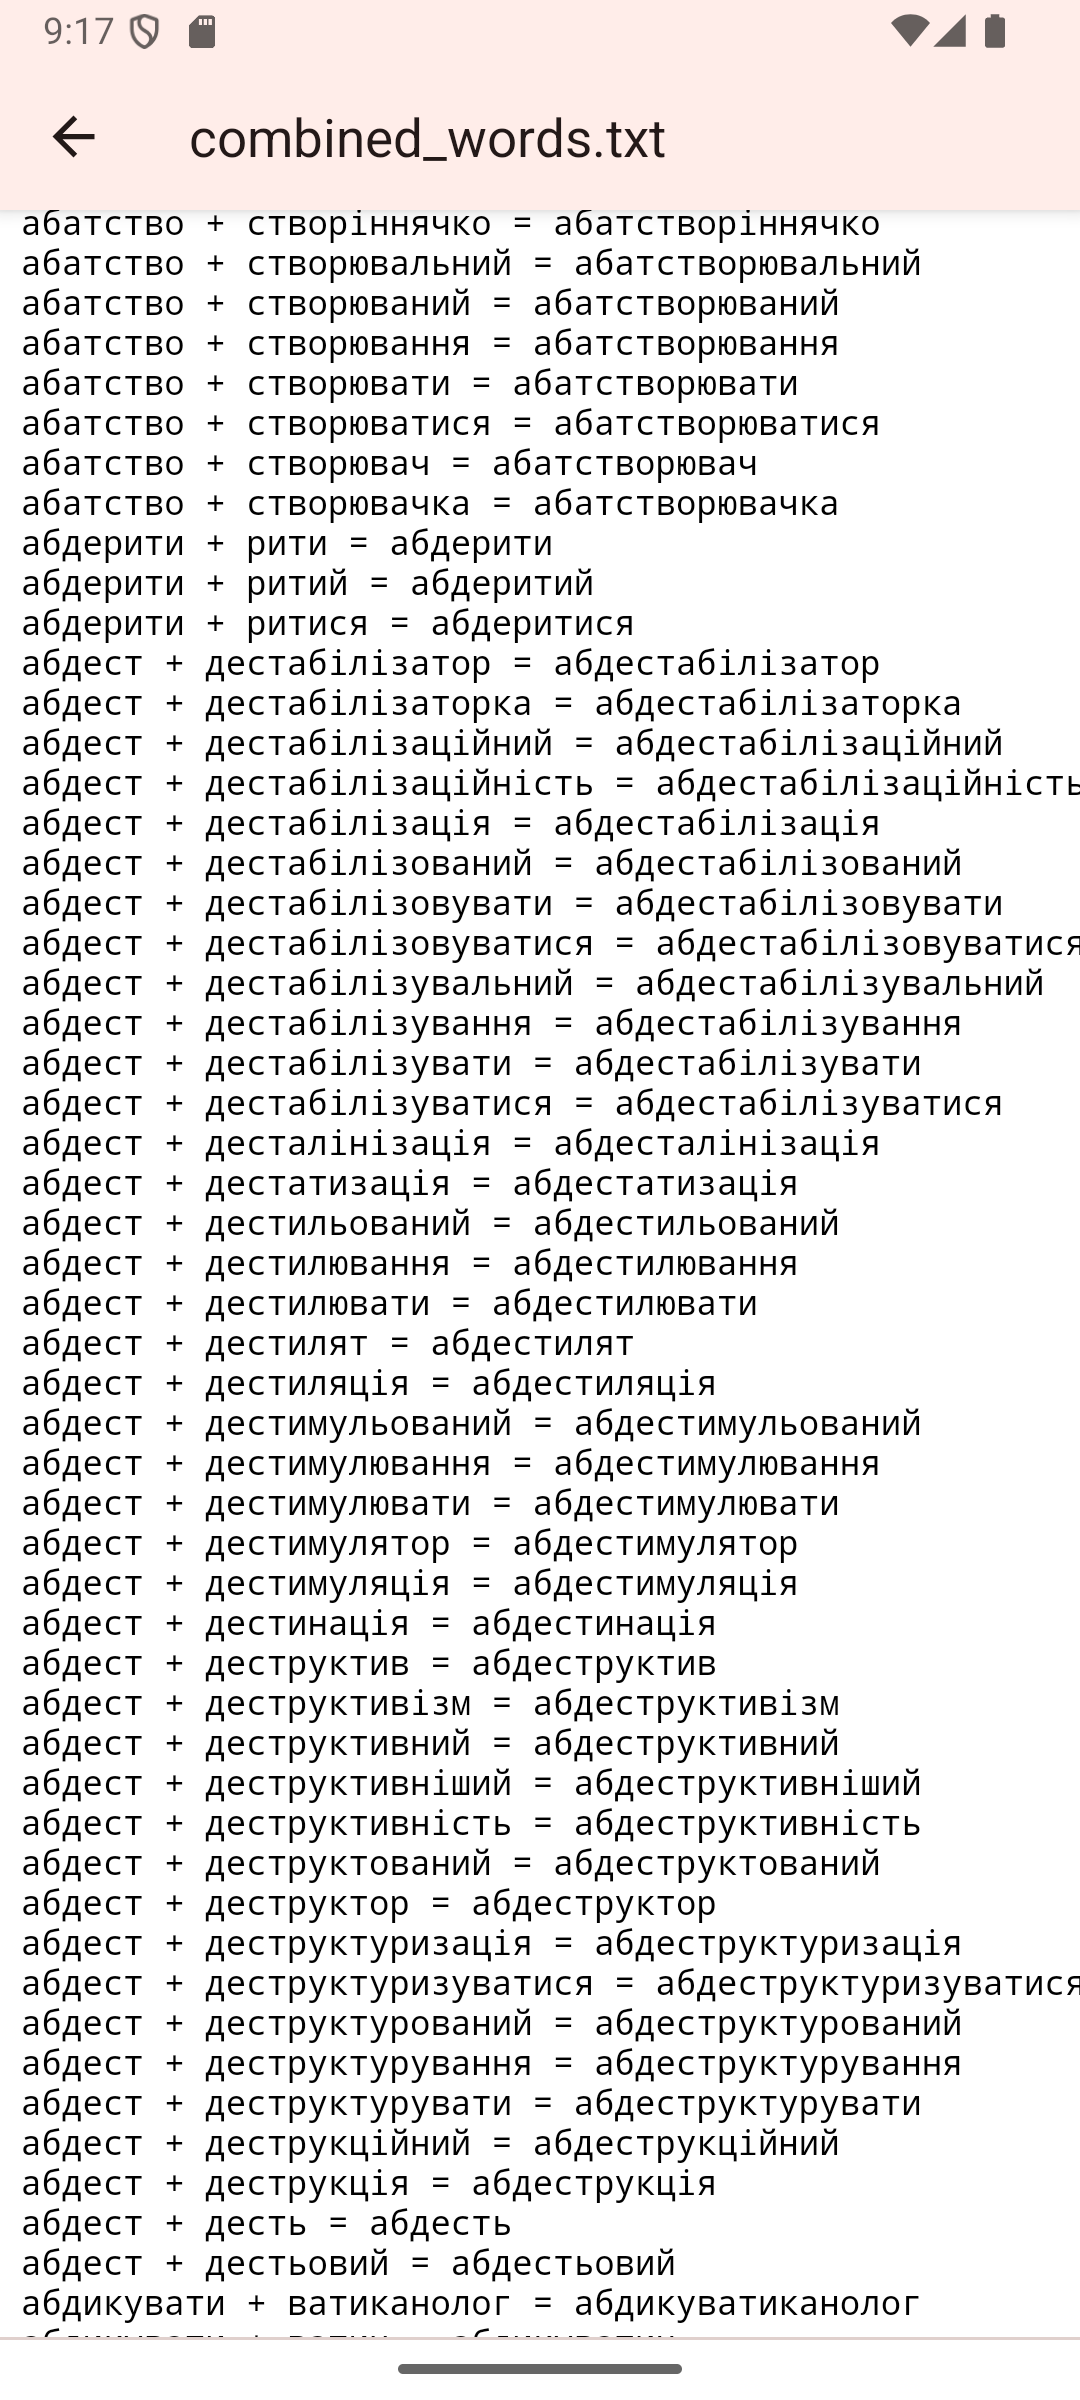 9:17
combined_words.txt
абатство + створіннячко = абатстворіннячко
абатство + створювальний = абатстворювальний
абатство + створюваний = абатстворюваний
абатство + створювання = абатстворювання
абатство + створювати = абатстворювати
абатство + створюватися = абатстворюватися
абатство + створювач = абатстворювач
абатство + створювачка = абатстворювачка
абдерити + рити = абдерити
абдерити + ритий = абдеритий
абдерити + ритися = абдеритися
абдест + дестабілізатор = абдестабілізатор
абдест + дестабілізаторка = абдестабілізаторка
абдест + дестабілізаційний = абдестабілізаційний
абдест + дестабілізаційність = абдестабілізаційність
абдест + дестабілізація = абдестабілізація
абдест + дестабілізований = абдестабілізований
абдест + дестабілізовувати = абдестабілізовувати
абдест + дестабілізовуватися = абдестабілізовуватися
абдест + дестабілізувальний = абдестабілізувальний
абдест + дестабілізування = абдестабілізування
абдест + дестабілізувати = абдестабілізувати
абдест + дестабілізуватися = абдестабілізуватися
абдест + десталінізація = абдесталінізація
абдест + дестатизація = абдестатизація
абдест + дестильований = абдестильований
абдест + дестилювання = абдестилювання
абдест + дестилювати = абдестилювати
абдест + дестилят = абдестилят
абдест + дестиляція = абдестиляція
абдест + дестимульований = абдестимульований
абдест + дестимулювання = абдестимулювання
абдест + дестимулювати = абдестимулювати
абдест + дестимулятор = абдестимулятор
абдест + дестимуляція = абдестимуляція
абдест + дестинація = абдестинація
абдест + деструктив = абдеструктив
абдест + деструктивізм = абдеструктивізм
абдест + деструктивний = абдеструктивний
абдест + деструктивніший = абдеструктивніший
абдест + деструктивність = абдеструктивність
абдест + деструктований = абдеструктований
абдест + деструктор = абдеструктор
абдест + деструктуризація = абдеструктуризація
абдест + деструктуризуватися = абдеструктуризуватися
абдест + деструктурований = абдеструктурований
абдест + деструктурування = абдеструктурування
абдест + деструктурувати = абдеструктурувати
абдест + деструкційний = абдеструкційний
абдест + деструкція = абдеструкція
абдест + десть = абдесть
абдест + дестьовий = абдестьовий
абдикувати + ватиканолог = абдикуватиканолог